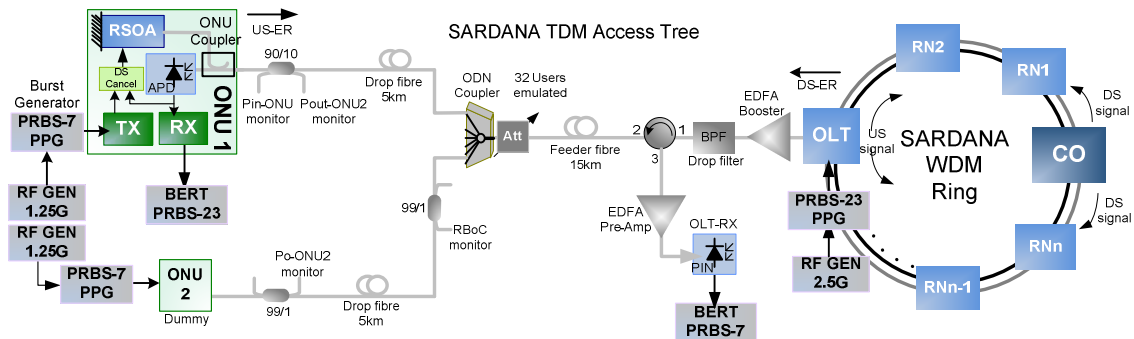 SARDANA TDM Access Tree
ONU
Coupler
US-ER
RSOA
DS
Cancel
APD
TX
RX
ONU 1
90/10
Pin-ONU
monitor
Pout-ONU2
monitor
Drop fibre
5km
Burst
Generator
PRBS-7
PPG
RF GEN
1.25G
BERT
PRBS-23
RF GEN
1.25G
PRBS-7
PPG
ONU
2
Dummy
Po-ONU2
monitor
99/1
Drop fibre
5km
99/1
RBoC
monitor
ODN
Coupler
32 Users
emulated
Att
Feeder fibre
15km
2
1
3
BPF
Drop filter
EDFA
Booster
DS-ER
EDFA
Pre-Amp
OLT-RX
PIN
BERT
PRBS-7
OLT
US
signal
PRBS-23
PPG
RF GEN
2.5G
SARDANA
WDM
Ring
RN2
RN1
DS
signal
CO
DS
signal
RNn
RNn-1